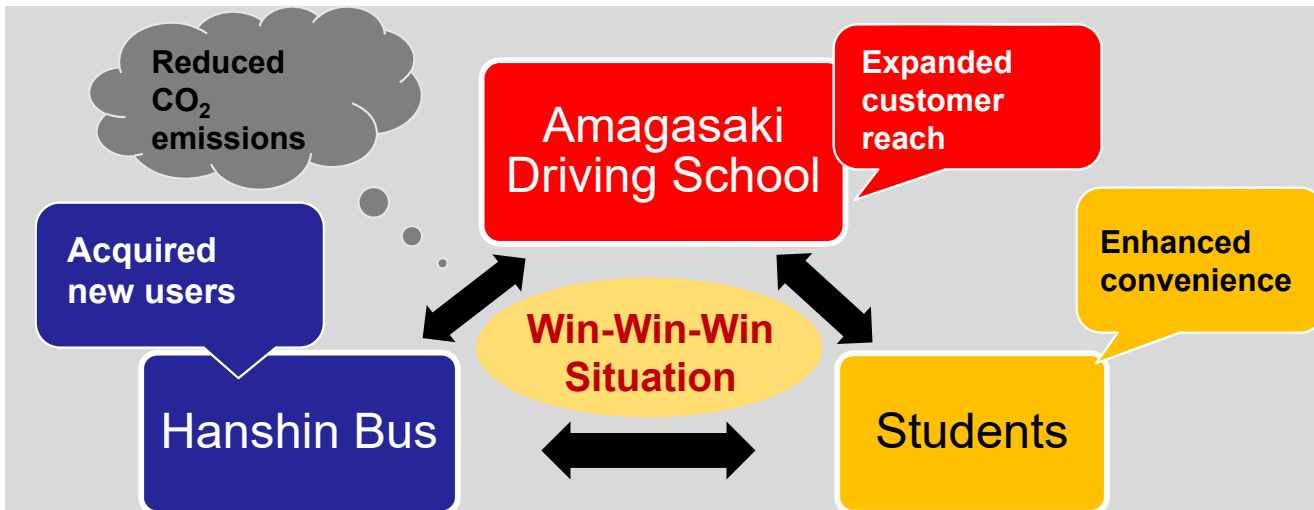 Reduced
CO₂
emissions
Amagasaki
Driving School
Expanded
customer
reach
Acquired
new users
Enhanced
convenience
Win-Win-Win
Situation
Hanshin Bus
Students